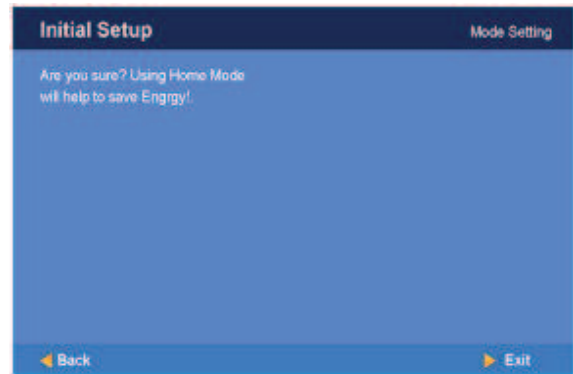 Initial Setup
Mode Setting
Are you sure? Using Home Mode
will help to save Engrgy!.
Back
Exit